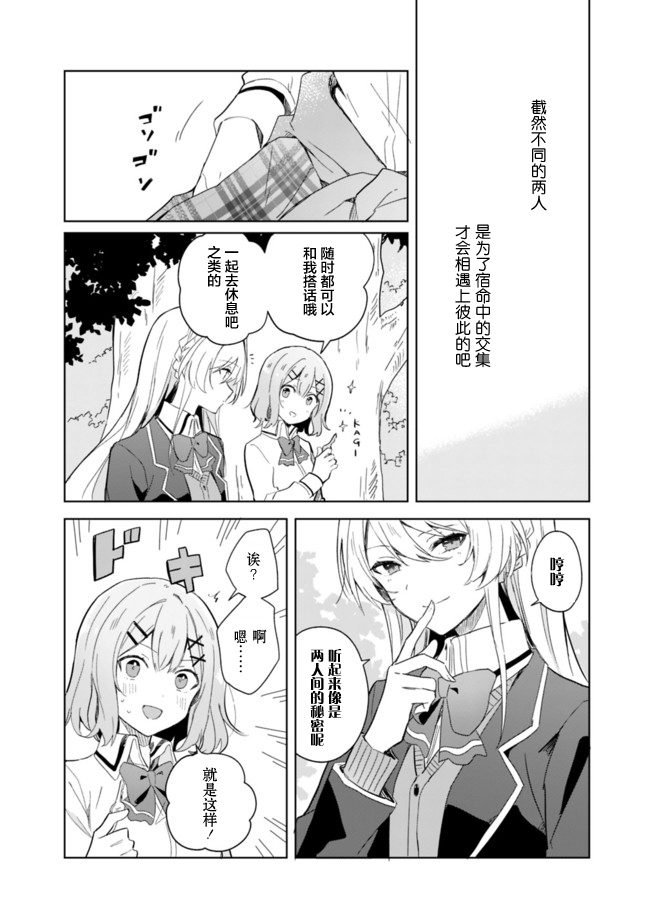 截然不同的两人
是为了宿命中的交集
才会相遇上彼此的吧
ゴソ
ゴソ
随时都可以
和我搭话哦
一起去休息吧
之类的
KAGI
哼哼
听起来像是
两人间的秘密呢
ドキ
诶？
啊
嗯……
就是这样！